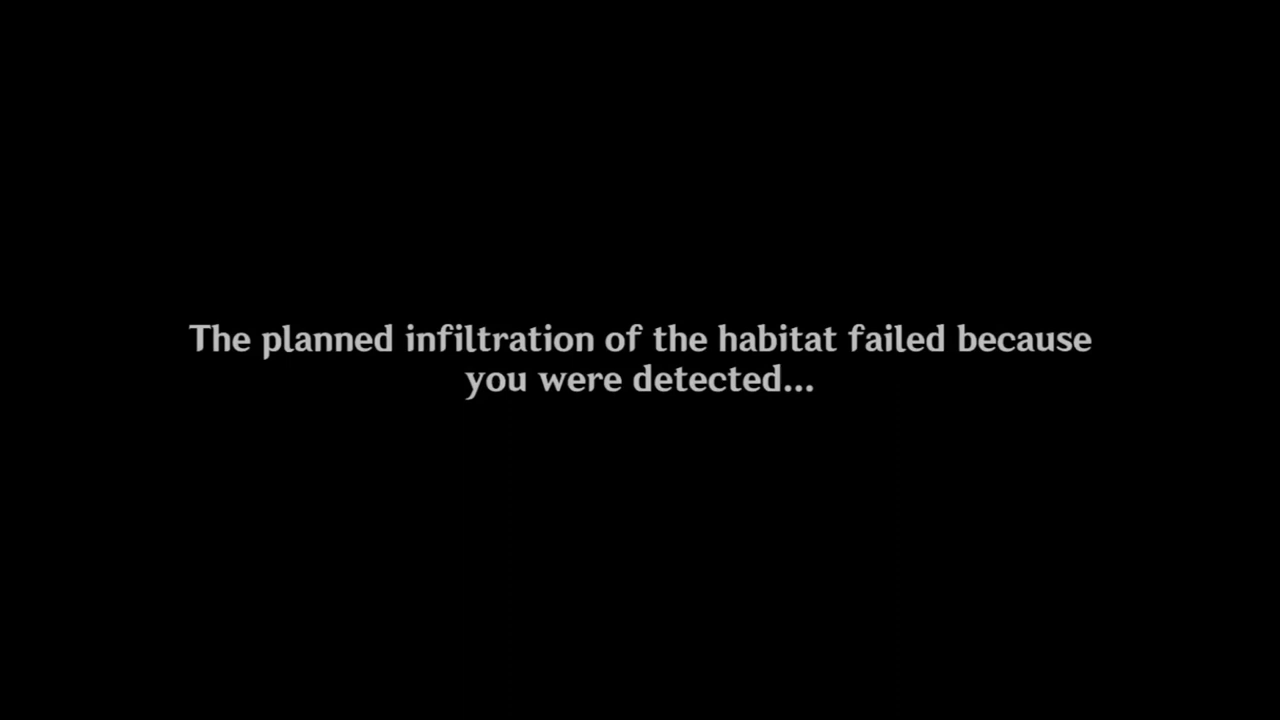 The planned infiltration of the habitat failed because
you were detected...